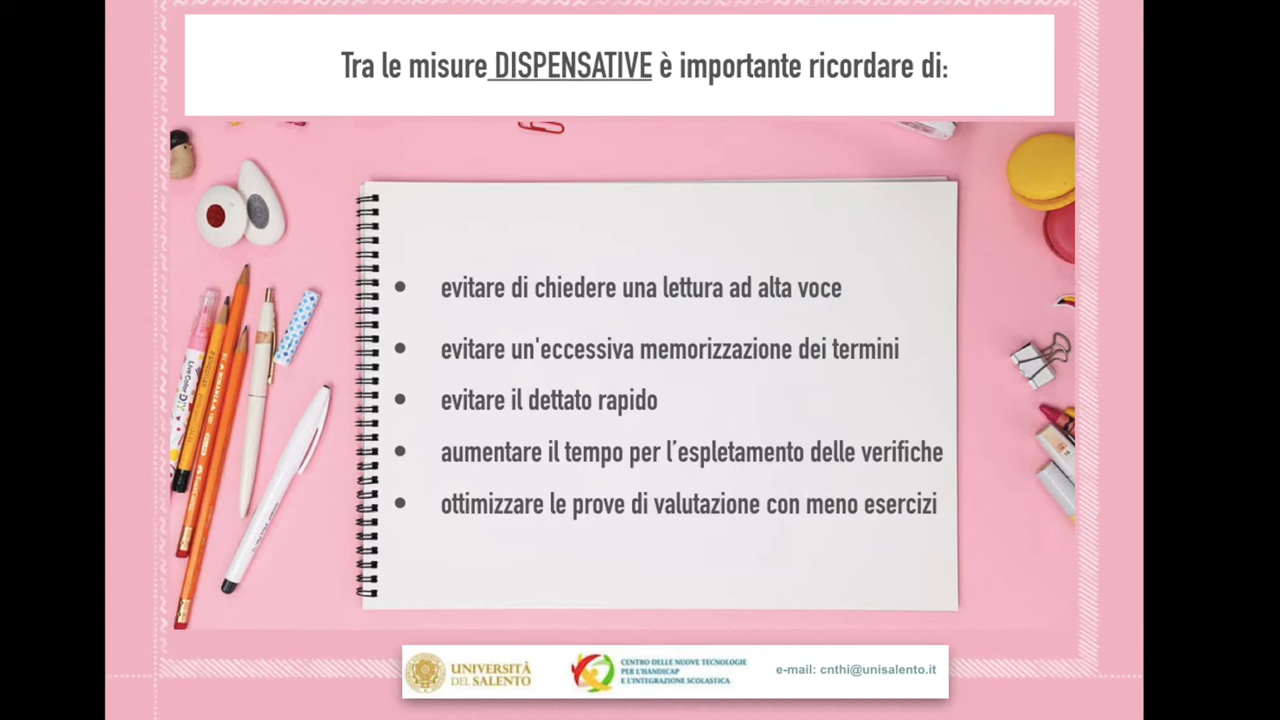 Tra le misure DISPENSATIVE è importante ricordare di:
• evitare di chiedere una lettura ad alta voce
• evitare un'eccessiva memorizzazione dei termini
• evitare il dettato rapido
• aumentare il tempo per l’espletamento delle verifiche
• ottimizzare le prove di valutazione con meno esercizi
UNIVERSITÀ
DEL SALENTO
CENTRO DELLE NUOVE TECNOLOGIE
PER L'HANDICAP
E L'INTEGRAZIONE SCOLASTICA
e-mail: cnthi@unisalento.it